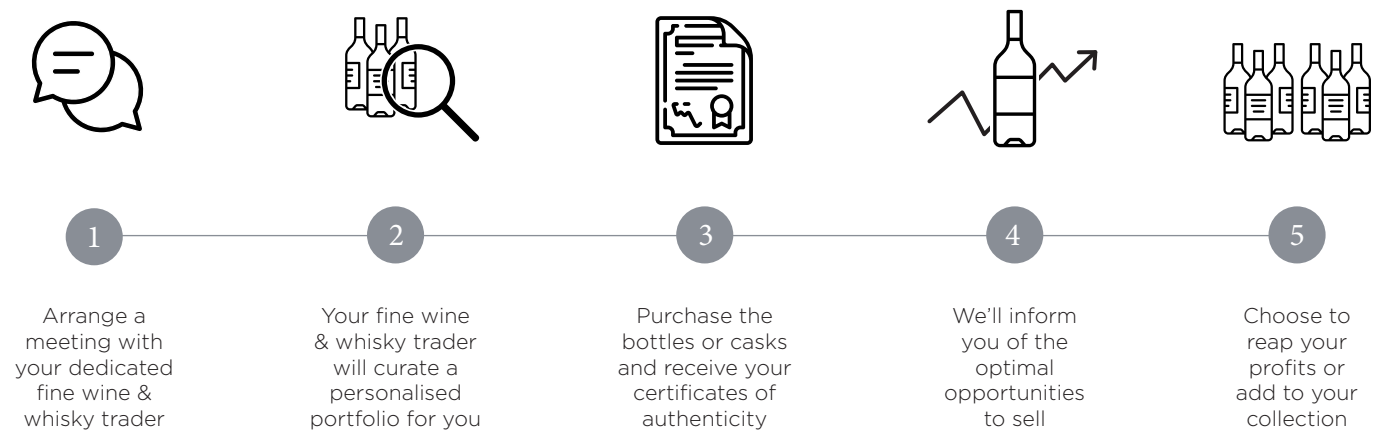 1
2
3
4
5
Arrange a
meeting with
your dedicated
fine wine &
whisky trader
Your fine wine
& whisky trader
will curate a
personalised
portfolio for you
Purchase the
bottles or casks
and receive your
certificates of
authenticity
We'll inform
you of the
optimal
opportunities
to sell
Choose to
reap your
profits or
add to your
collection